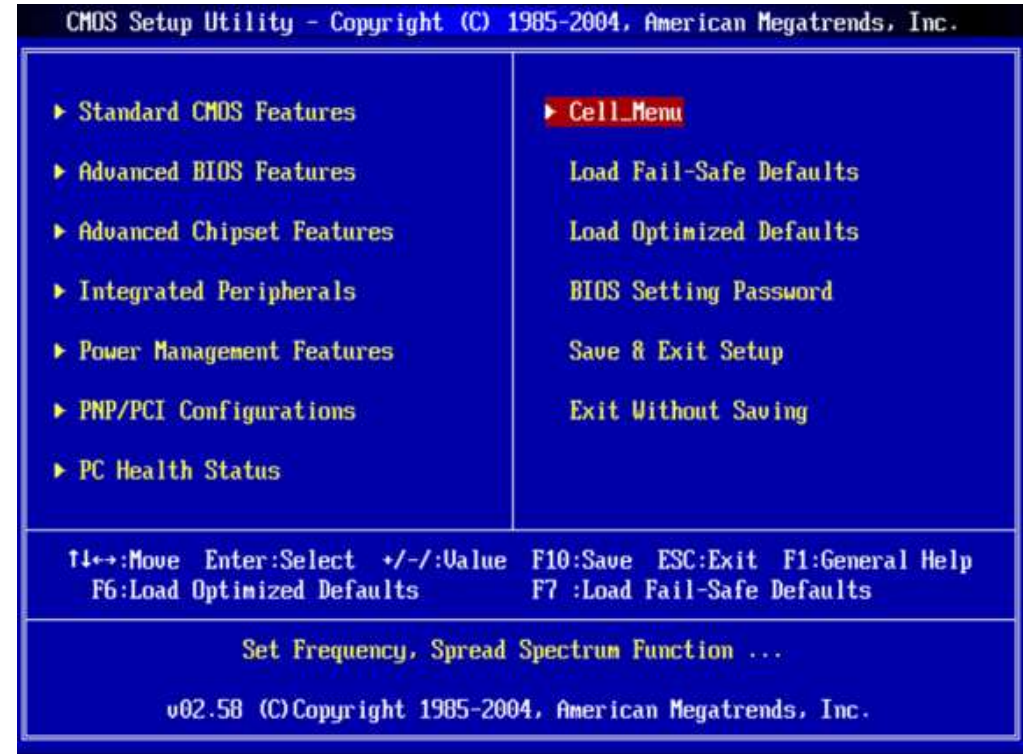 CMOS Setup Utility - Copyright (C) 1985-2004, American Megatrends, Inc.
▶ Standard CMOS Features
▶ Advanced BIOS Features
▶ Advanced Chipset Features
▶ Integrated Peripherals
▶ Power Management Features
▶ PNP/PCI Configurations
▶ PC Health Status
▶ Cell_Menu
Load Fail-Safe Defaults
Load Optimized Defaults
BIOS Setting Password
Save & Exit Setup
Exit Without Saving
↑↓←→:Move Enter:Select +/-/:Value F10:Save ESC:Exit F1:General Help
F6:Load Optimized Defaults F7 :Load Fail-Safe Defaults
Set Frequency, Spread Spectrum Function ...
v02.58 (C)Copyright 1985-2004, American Megatrends, Inc.